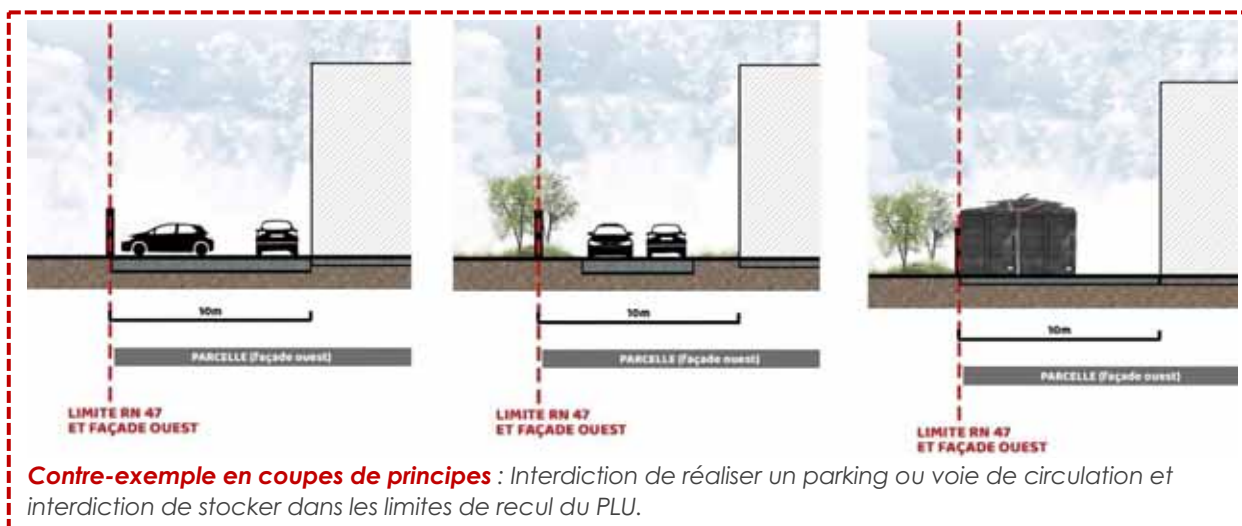 10m
PARCELLE (façade ouest)
LIMITE RN 47
ET FAÇADE OUEST
10m
PARCELLE (façade ouest)
LIMITE RN 47
ET FAÇADE OUEST
10m
PARCELLE (façade ouest)
LIMITE RN 47
ET FAÇADE OUEST
Contre-exemple en coupes de principes : Interdiction de réaliser un parking ou voie de circulation et
interdiction de stocker dans les limites de recul du PLU.